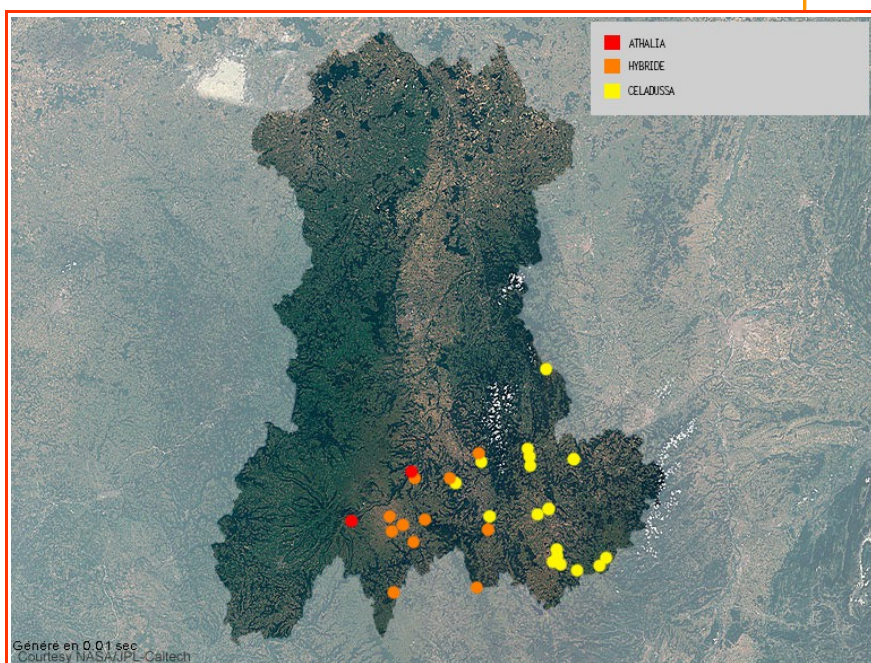 ATHALIA
HYBRIDE
CELADUSSA
Généré en 0.01 sec
Courtesy NASA/JPL-Caltech